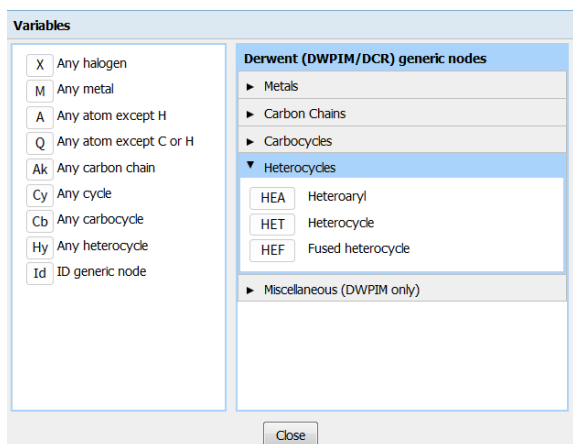 Variables
X Any halogen
M Any metal
A Any atom except H
Q Any atom except C or H
Ak Any carbon chain
Cy Any cycle
Cb Any carbocycle
Hy Any heterocycle
Id ID generic node
Derwent (DWPIM/DCR) generic nodes
► Metals
► Carbon Chains
► Carbocycles
▼ Heterocycles
HEA Heteroaryl
HET Heterocycle
HEF Fused heterocycle
► Miscellaneous (DWPIM only)
Close